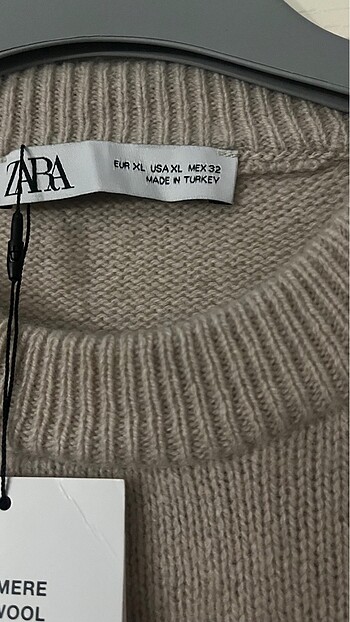 ZARA
EUR XL USA XL MEX 32
MADE IN TURKEY
MERE
WOOL